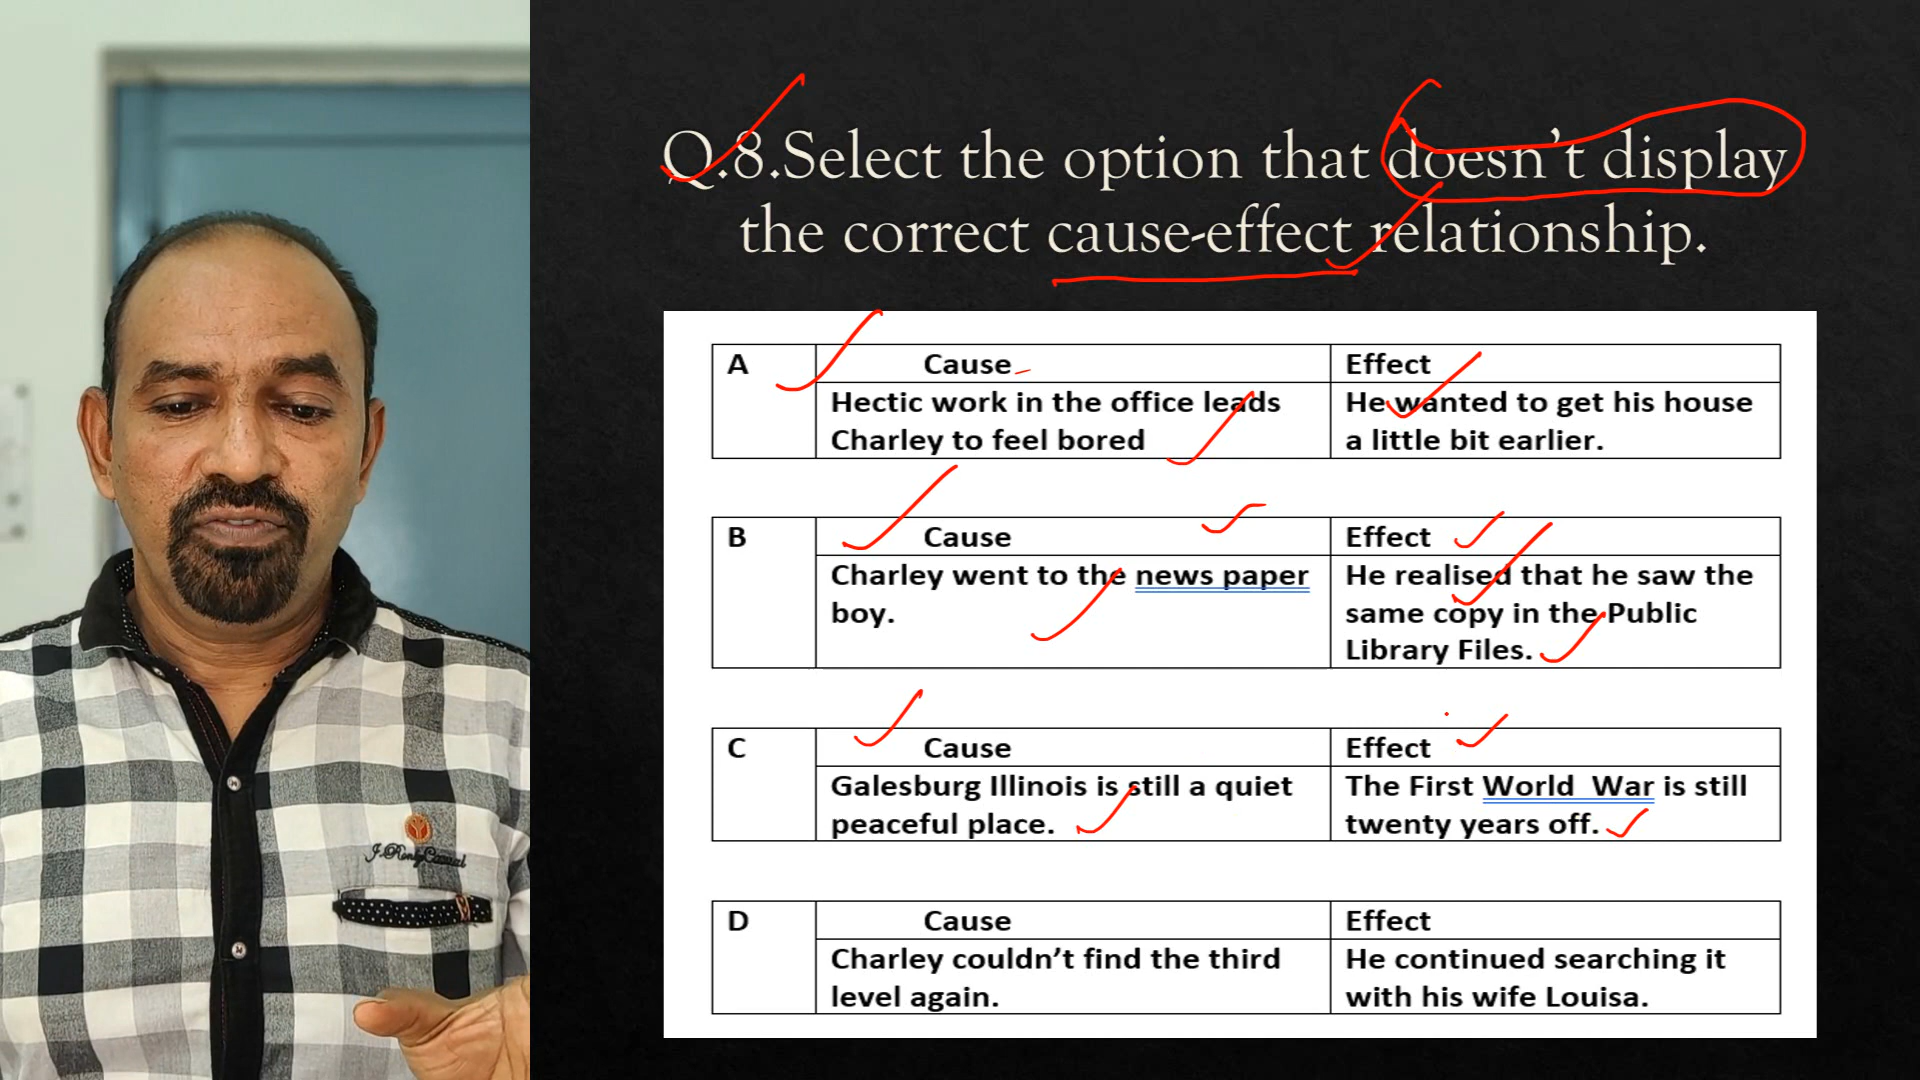 Q.8.Select the option that doesn't display
the correct cause-effect relationship.
A Cause Effect
Hectic work in the office leads He wanted to get his house
Charley to feel bored a little bit earlier.
B Cause Effect
Charley went to the news paper He realised that he saw the
boy. same copy in the Public
Library Files.
C Cause Effect
Galesburg Illinois is still a quiet The First World War is still
peaceful place. twenty years off.
D Cause Effect
Charley couldn't find the third He continued searching it
level again. with his wife Louisa.